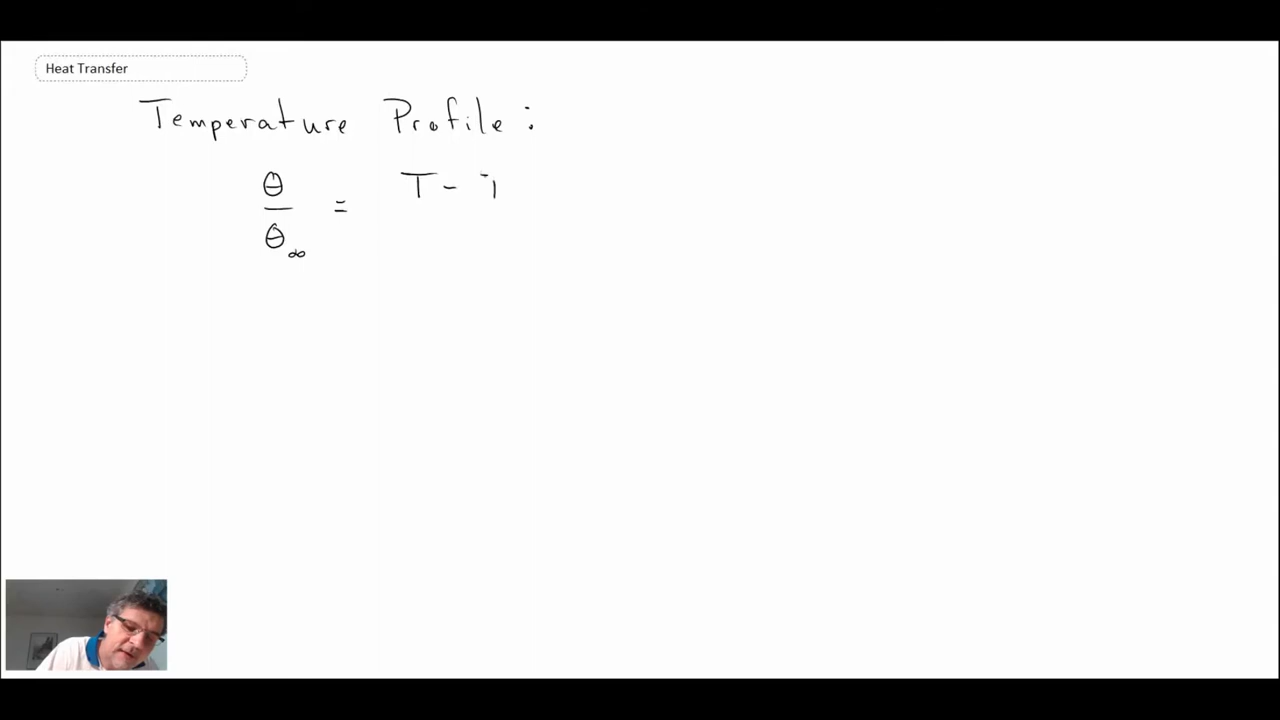 Heat Transfer
Temperature Profile :
θ/θ∞ = T -